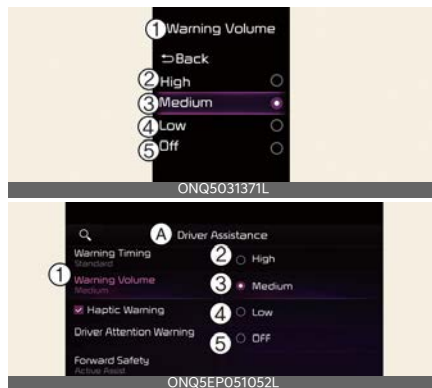 ① Warning Volume
⮌Back
② High
③ Medium
④ Low
⑤ Off
ONQ5031371L
Ⓐ Driver Assistance
Warning Timing
Standard
② High
① Warning Volume
Medium
③ Medium
Haptic Warning
④ Low
Driver Attention Warning
⑤ OFF
Forward Safety
Active Assist
ONQ5EP051052L